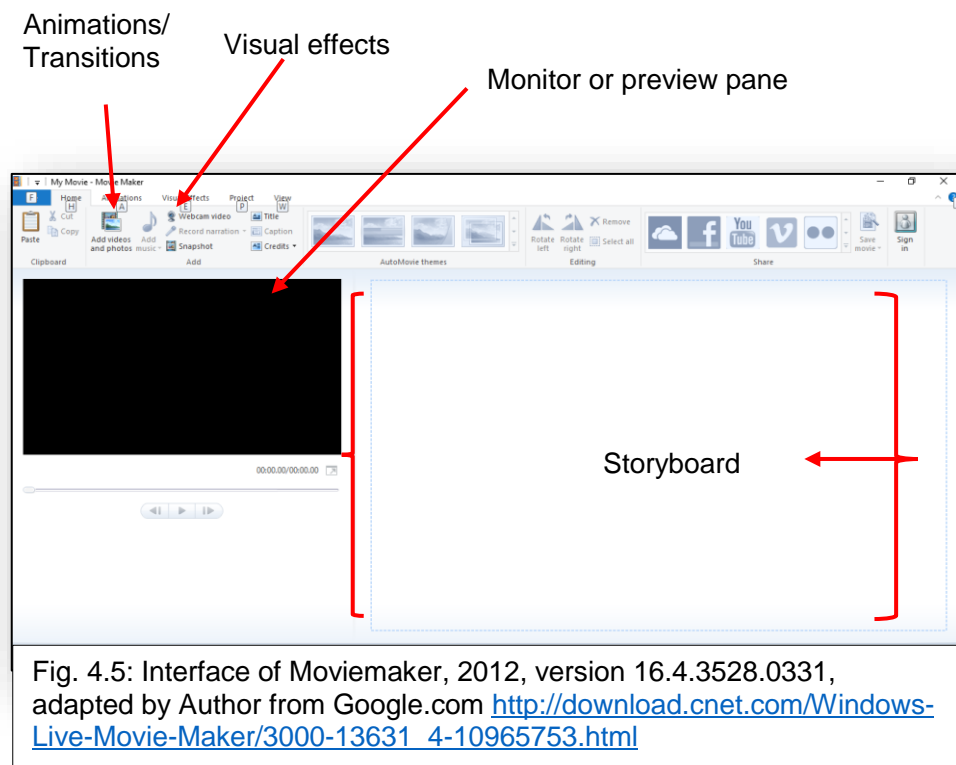 Animations/
Transitions
Visual effects
Monitor or preview pane
My Movie - Movie Maker
F Home Animations Visual Effects Project View
H A E P W
Paste
Cut
Copy
Clipboard
Add videos
and photos
Add
music
Webcam video
Record narration
Snapshot
Title
Caption
Credits
Add
AutoMovie themes
Rotate
left
Rotate
right
Remove
Select all
Editing
f
You
Tube
V
Share
Save
movie
Sign
in
00:00.00/00:00.00
Storyboard
Fig. 4.5: Interface of Moviemaker, 2012, version 16.4.3528.0331,
adapted by Author from Google.com http://download.cnet.com/Windows-
Live-Movie-Maker/3000-13631_4-10965753.html